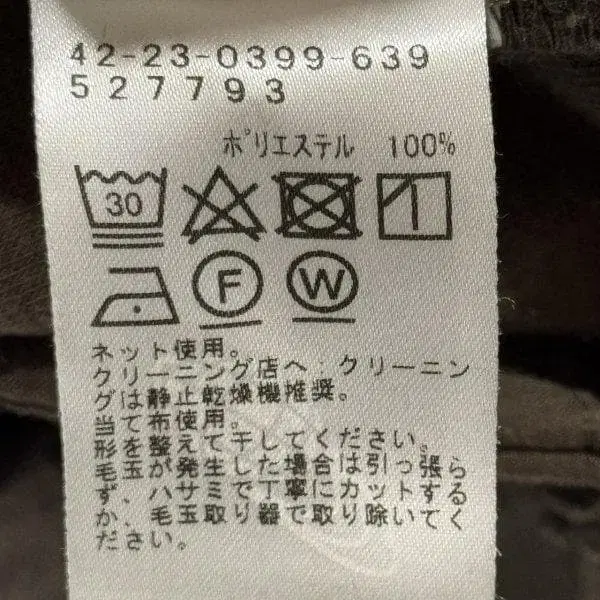 42-23-0399-639
527793
ポリエステル 100%
30
F W
ネット使用。
クリーニング店へ：クリーニン
グは静止乾燥機推奨。
当て布使用。
形を整えて干してください。
毛玉が発生した場合は引っ張ら
ず、ハサミで丁寧にカットする
か、毛玉取り器で取り除いてく
ださい。